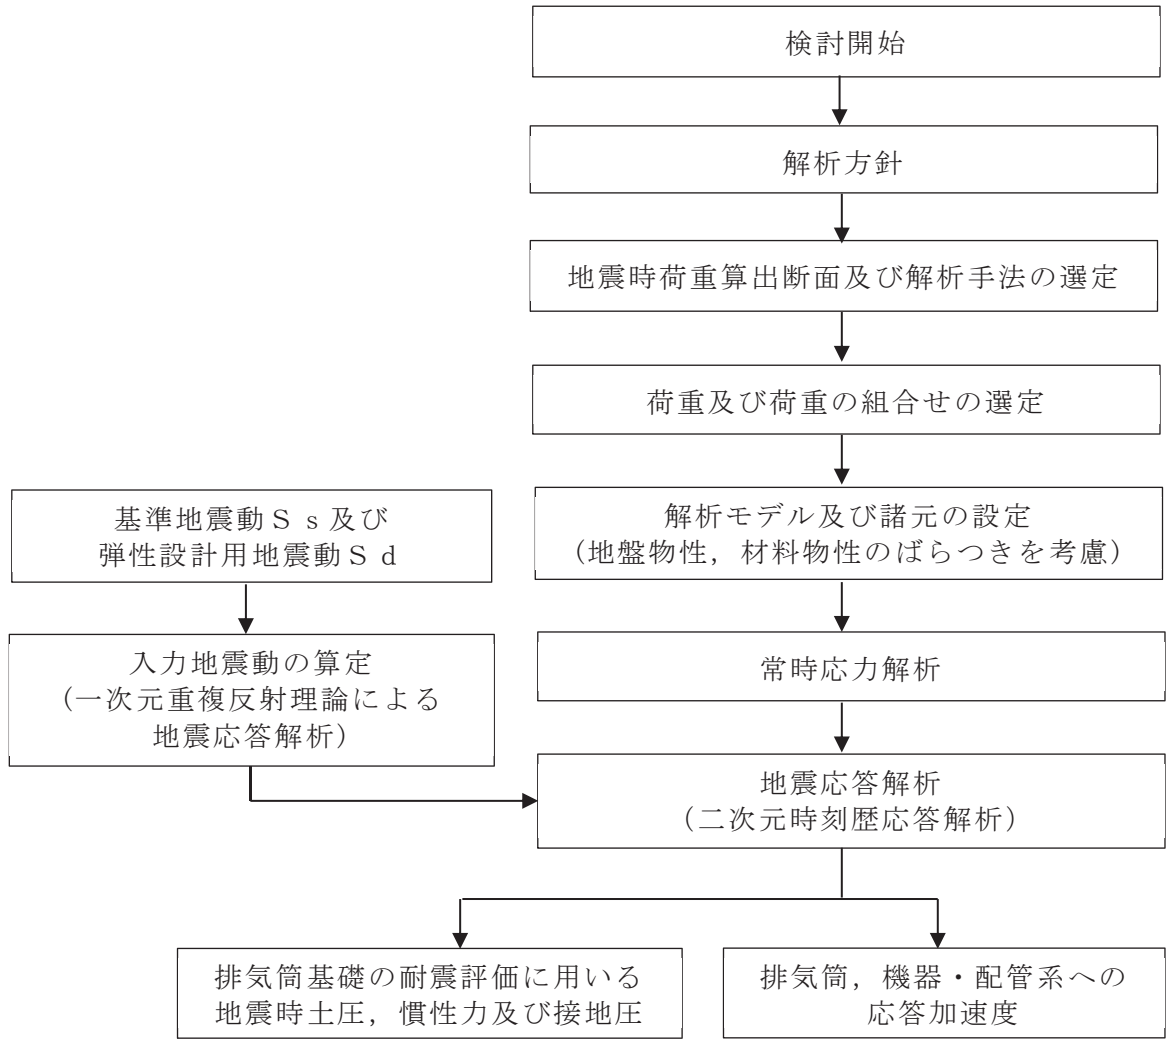 検討開始
解析方針
地震時荷重算出断面及び解析手法の選定
荷重及び荷重の組合せの選定
解析モデル及び諸元の設定
（地盤物性，材料物性のばらつきを考慮）
基準地震動Ｓｓ及び
弾性設計用地震動Ｓｄ
入力地震動の算定
（一次元重複反射理論による
地震応答解析）
常時応力解析
地震応答解析
（二次元時刻歴応答解析）
排気筒基礎の耐震評価に用いる
地震時土圧，慣性力及び接地圧
排気筒，機器・配管系への
応答加速度